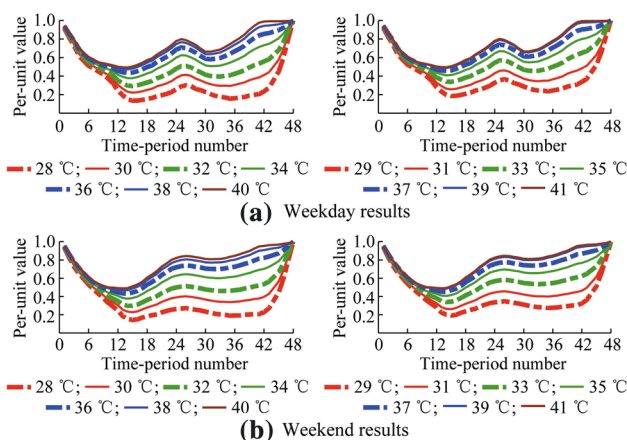 Per-unit value
1.0
0.8
0.6
0.4
0.2
0 6 12 18 24 30 36 42 48
Time-period number
28 ℃; 30 ℃; 32 ℃; 34 ℃
36 ℃; 38 ℃; 40 ℃
Per-unit value
1.0
0.8
0.6
0.4
0.2
0 6 12 18 24 30 36 42 48
Time-period number
29 ℃; 31 ℃; 33 ℃; 35 ℃
37 ℃; 39 ℃; 41 ℃
(a) Weekday results
Per-unit value
1.0
0.8
0.6
0.4
0.2
0 6 12 18 24 30 36 42 48
Time-period number
28 ℃; 30 ℃; 32 ℃; 34 ℃
36 ℃; 38 ℃; 40 ℃
Per-unit value
1.0
0.8
0.6
0.4
0.2
0 6 12 18 24 30 36 42 48
Time-period number
29 ℃; 31 ℃; 33 ℃; 35 ℃
37 ℃; 39 ℃; 41 ℃
(b) Weekend results